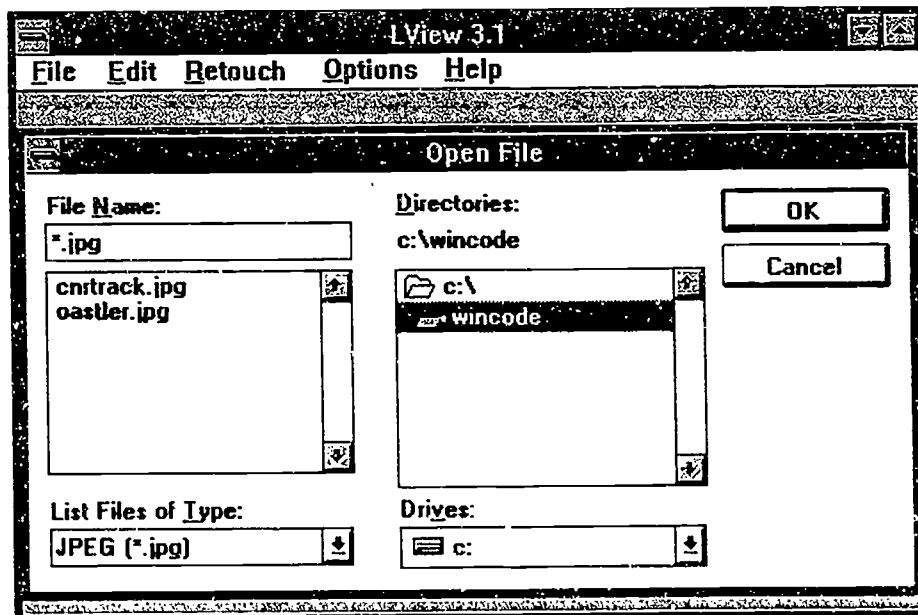 LView 3.1
File Edit Retouch Options Help
Open File
File Name:
*.jpg
cnrtrack.jpg
oastler.jpg
List Files of Type:
JPEG (*.jpg)
Directories:
c:\wincode
c:\
wincode
Drives:
c:
OK
Cancel